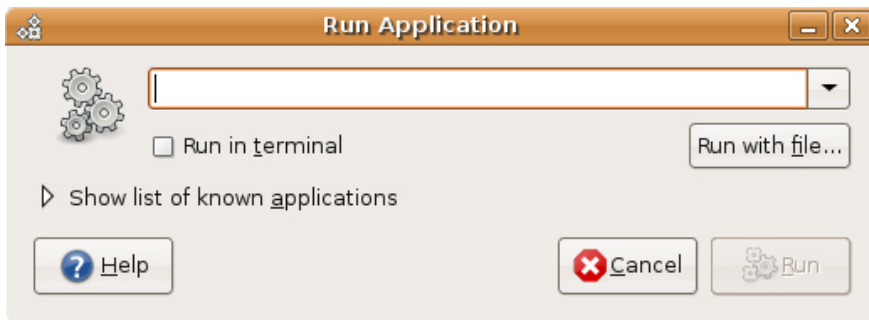 Run Application
Run in terminal
Run with file...
Show list of known applications
Help
Cancel
Run